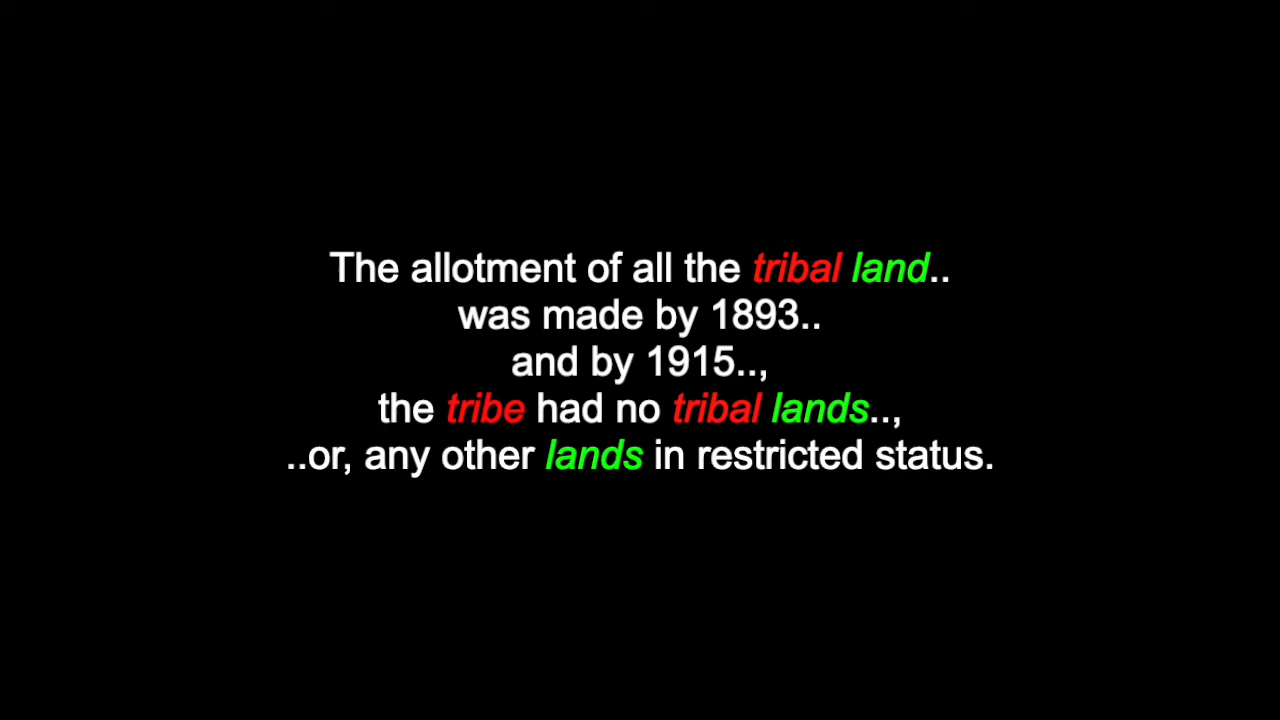 The allotment of all the tribal land..
was made by 1893..
and by 1915..,
the tribe had no tribal lands..,
..or, any other lands in restricted status.